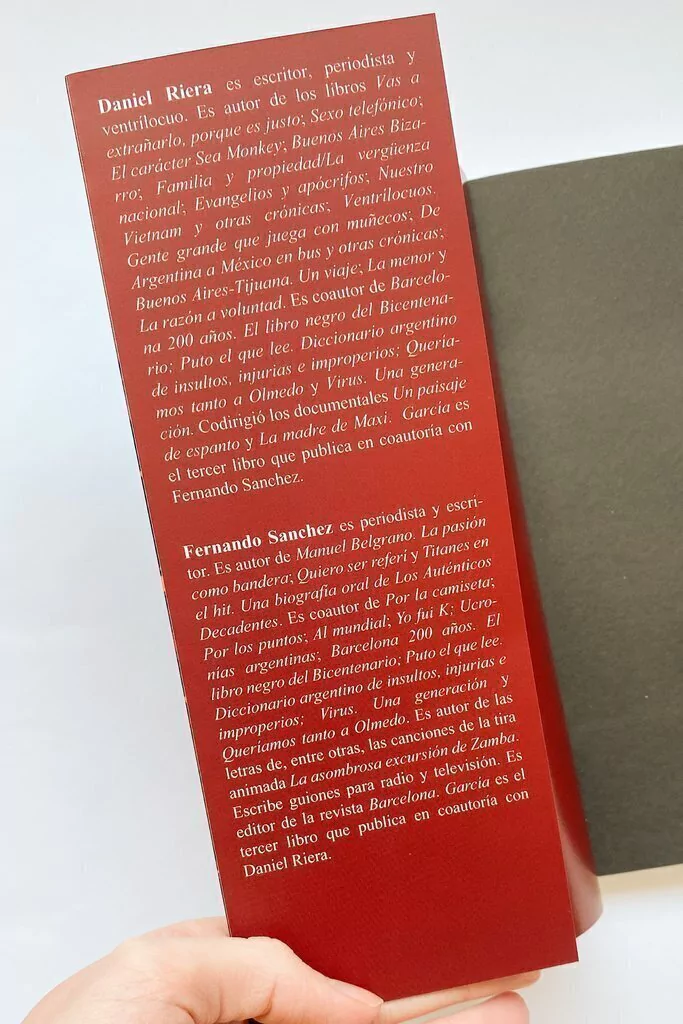 Daniel Riera es escritor, periodista y
ventrílocuo. Es autor de los libros Vas a
extrañarlo, porque es justo; Sexo telefónico;
El carácter Sea Monkey; Buenos Aires Biza-
rro; Familia y propiedad/La vergüenza
nacional; Evangelios y apócrifos; Nuestro
Vietnam y otras crónicas; Ventrílocuos.
Gente grande que juega con muñecos; De
Argentina a México en bus y otras crónicas;
Buenos Aires-Tijuana. Un viaje; La menor y
La razón a voluntad. Es coautor de Barcelo-
na 200 años. El libro negro del Bicentena-
rio; Puto el que lee. Diccionario argentino
de insultos, injurias e improperios; Quería-
mos tanto a Olmedo y Virus. Una genera-
ción. Codirigió los documentales Un paisaje
de espanto y La madre de Maxi. García es
el tercer libro que publica en coautoría con
Fernando Sanchez.
Fernando Sanchez es periodista y escri-
tor. Es autor de Manuel Belgrano. La pasión
como bandera; Quiero ser referí y Titanes en
el hit. Una biografía oral de Los Auténticos
Decadentes. Es coautor de Por la camiseta;
Por los puntos; Al mundial; Yo fui K; Ucro-
nías argentinas; Barcelona 200 años. El
libro negro del Bicentenario; Puto el que lee.
Diccionario argentino de insultos, injurias e
improperios; Virus. Una generación y
Queríamos tanto a Olmedo. Es autor de las
letras de, entre otras, las canciones de la tira
animada La asombrosa excursión de Zamba.
Escribe guiones para radio y televisión. Es
editor de la revista Barcelona. García es el
tercer libro que publica en coautoría con
Daniel Riera.